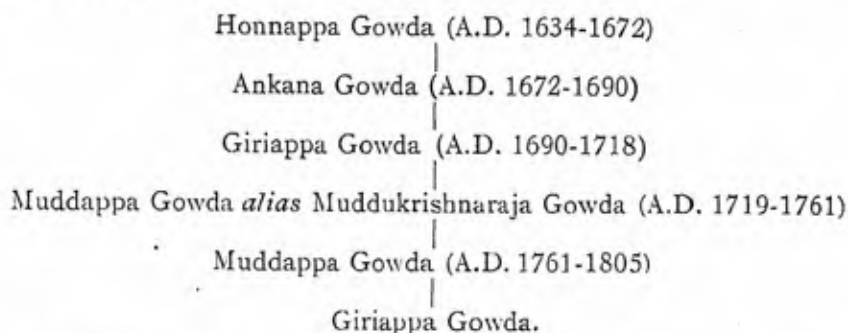 Honnappa Gowda (A.D. 1634-1672)
Ankana Gowda (A.D. 1672-1690)
Giriappa Gowda (A.D. 1690-1718)
Muddappa Gowda alias Muddukrishnaraja Gowda (A.D. 1719-1761)
Muddappa Gowda (A.D. 1761-1805)
Giriappa Gowda.